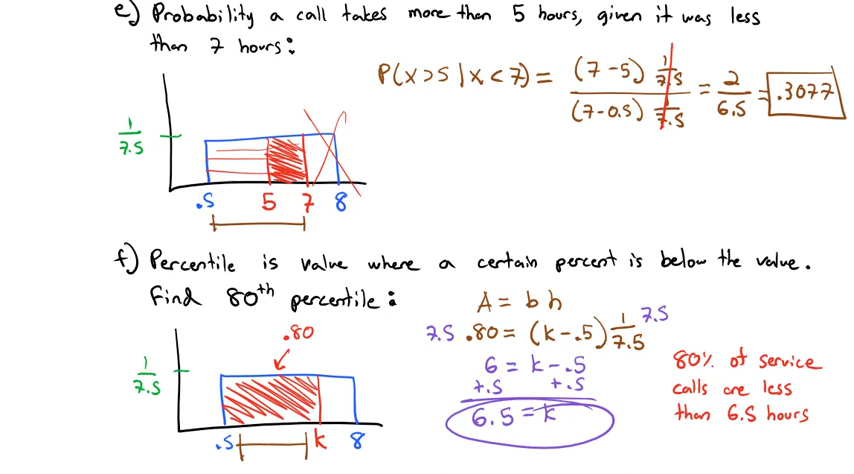 e) Probability a call takes more than 5 hours, given it was less
than 7 hours:
P(x>5 | x<7) = (7-5) 1/7.5 / (7-0.5) 1/7.5 = 2/6.5 = .3077
1/7.5
.5 5 7 8
f) Percentile is value where a certain percent is below the value.
Find 80th percentile:
.80
1/7.5
.5 k 8
A = b h
7.5 .80 = (k-.5) 1/7.5 7.5
6 = k-.5
+.5 +.5
6.5 = k
80% of service
calls are less
than 6.5 hours